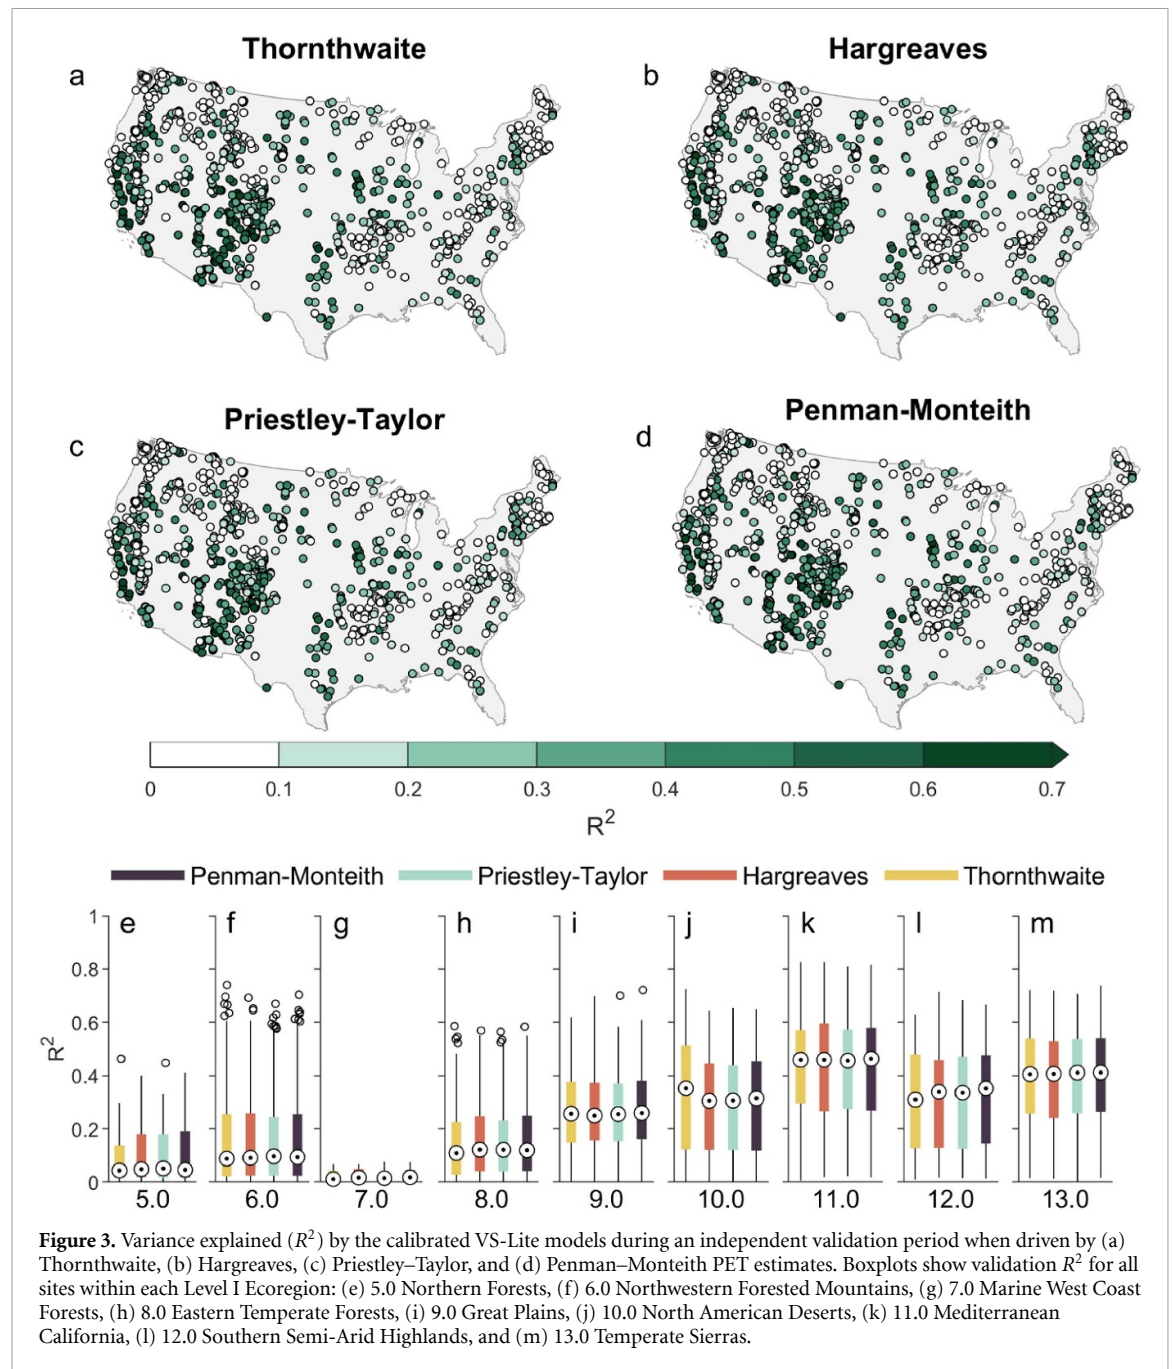 Thornthwaite
Hargreaves
a
b
Priestley-Taylor
Penman-Monteith
c
d
0 0.1 0.2 0.3 0.4 0.5 0.6 0.7
R²
Penman-Monteith Priestley-Taylor Hargreaves Thornthwaite
1
0.8
0.6
0.4
0.2
0
R²
e f g h i j k l m
5.0 6.0 7.0 8.0 9.0 10.0 11.0 12.0 13.0
Figure 3. Variance explained (R²) by the calibrated VS-Lite models during an independent validation period when driven by (a)
Thornthwaite, (b) Hargreaves, (c) Priestley–Taylor, and (d) Penman–Monteith PET estimates. Boxplots show validation R² for all
sites within each Level I Ecoregion: (e) 5.0 Northern Forests, (f) 6.0 Northwestern Forested Mountains, (g) 7.0 Marine West Coast
Forests, (h) 8.0 Eastern Temperate Forests, (i) 9.0 Great Plains, (j) 10.0 North American Deserts, (k) 11.0 Mediterranean
California, (l) 12.0 Southern Semi-Arid Highlands, and (m) 13.0 Temperate Sierras.